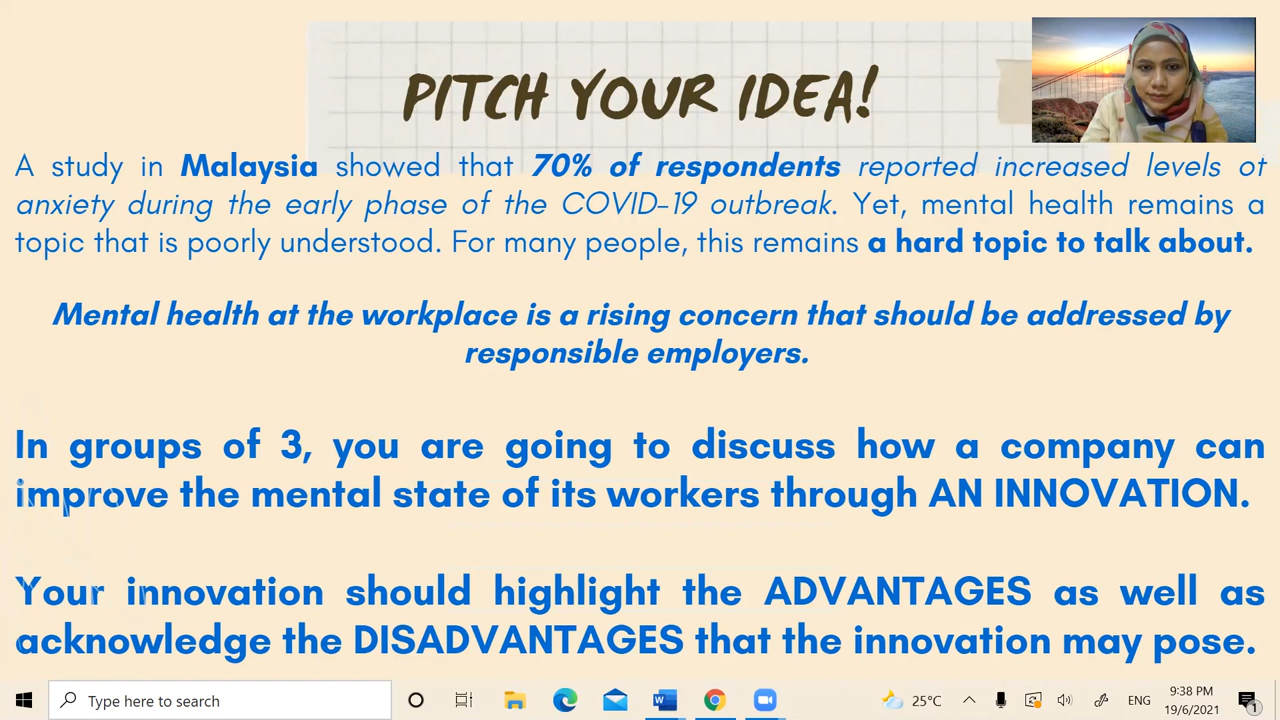 PITCH YOUR IDEA!
A study in Malaysia showed that 70% of respondents reported increased levels of
anxiety during the early phase of the COVID-19 outbreak. Yet, mental health remains a
topic that is poorly understood. For many people, this remains a hard topic to talk about.
Mental health at the workplace is a rising concern that should be addressed by
responsible employers.
In groups of 3, you are going to discuss how a company can
improve the mental state of its workers through AN INNOVATION.
Your innovation should highlight the ADVANTAGES as well as
acknowledge the DISADVANTAGES that the innovation may pose.
Type here to search
25°C
ENG
9:38 PM
19/6/2021
1